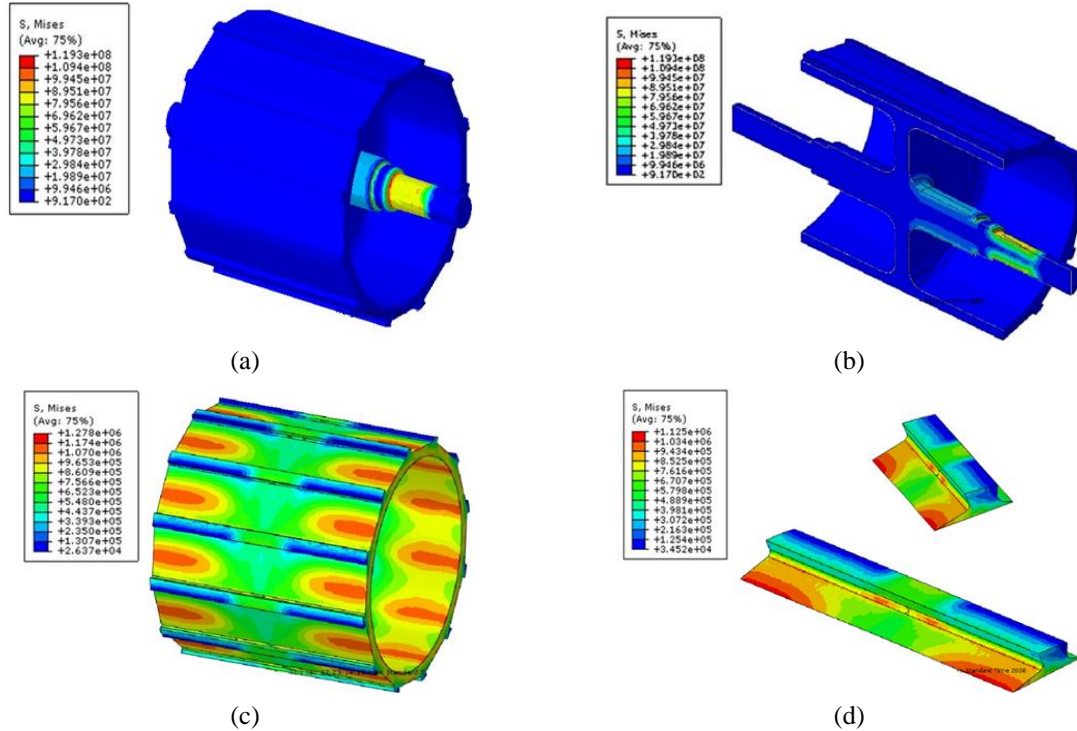 S, Mises
(Avg: 75%)
+1.193e+08
+1.094e+08
+9.945e+07
+8.951e+07
+7.956e+07
+6.962e+07
+5.967e+07
+4.973e+07
+3.978e+07
+2.984e+07
+1.989e+07
+9.946e+06
+9.170e+02
S, Mises
(Avg: 75%)
+1.193e+08
+1.094e+08
+9.945e+07
+8.951e+07
+7.956e+07
+6.962e+07
+5.967e+07
+4.973e+07
+3.978e+07
+2.984e+07
+1.989e+07
+9.946e+06
+9.170e+02
(a)
(b)
S, Mises
(Avg: 75%)
+1.278e+06
+1.174e+06
+1.070e+06
+9.653e+05
+8.609e+05
+7.566e+05
+6.523e+05
+5.480e+05
+4.437e+05
+3.393e+05
+2.350e+05
+1.307e+05
+2.637e+04
S, Mises
(Avg: 75%)
+1.125e+06
+1.034e+06
+9.434e+05
+8.525e+05
+7.616e+05
+6.707e+05
+5.798e+05
+4.889e+05
+3.981e+05
+3.072e+05
+2.163e+05
+1.254e+05
+3.452e+04
Standard
Standard Time 2008
(c)
(d)